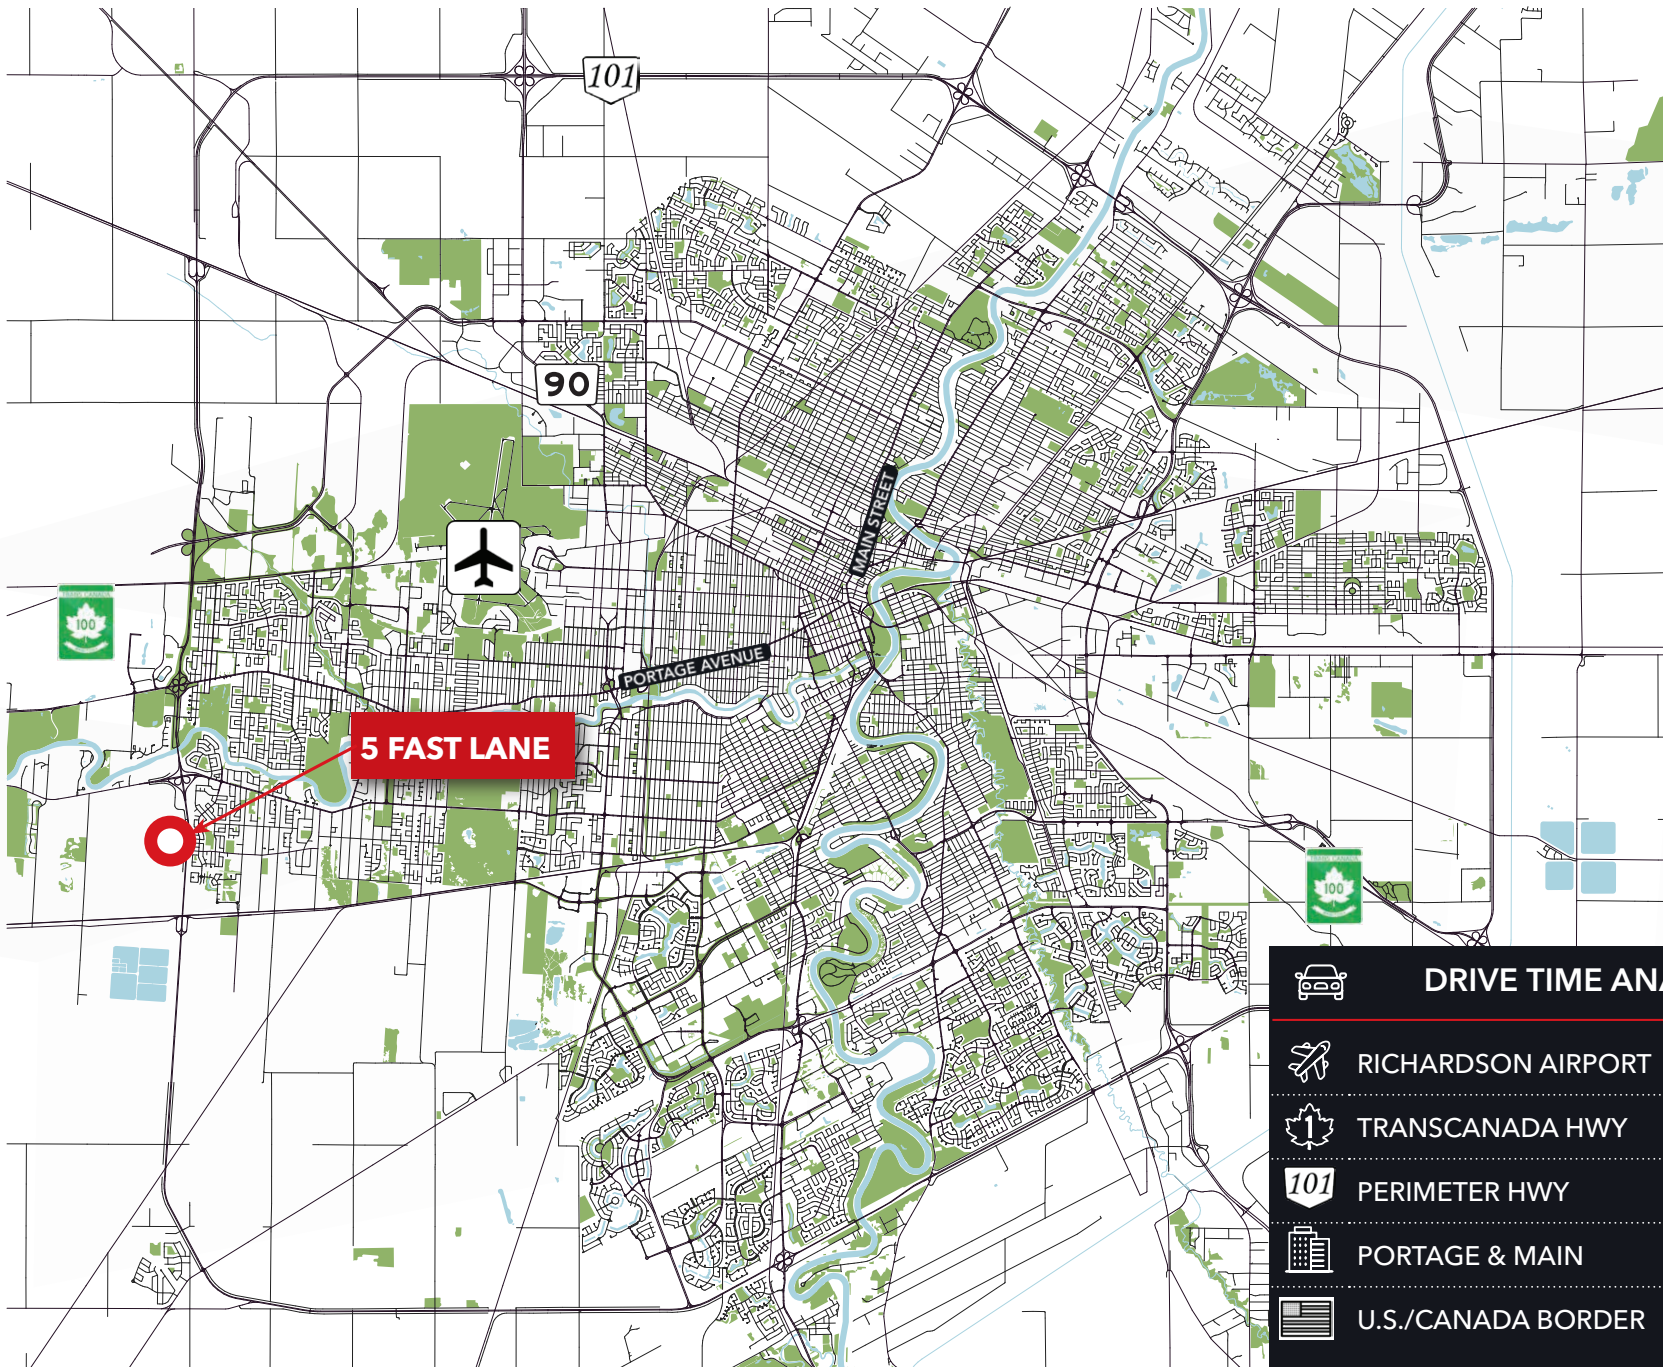 101
90
MAIN STREET
PORTAGE AVENUE
100
5 FAST LANE
100
DRIVE TIME
RICHARDSON AIRPORT
1 TRANSCANADA HWY
101 PERIMETER HWY
PORTAGE & MAIN
U.S./CANADA BORDER